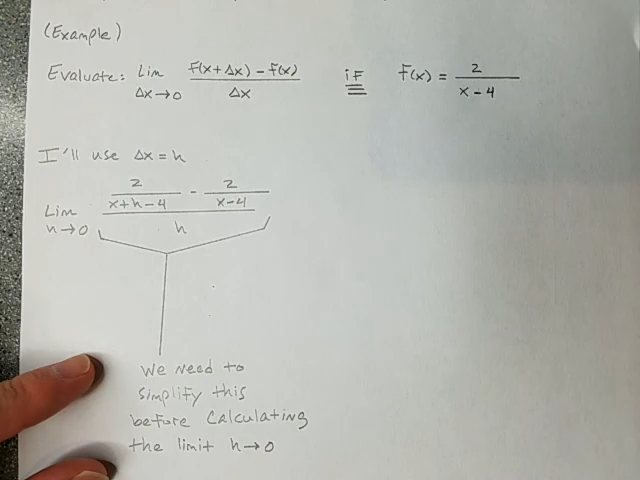 (Example)
Evaluate: Lim Δx→0 (F(x+Δx) - F(x)) / Δx if F(x) = 2 / (x-4)
I'll use Δx = h
Lim h→0 (2/(x+h-4) - 2/(x-4)) / h
We need to
simplify this
before calculating
the limit h→0